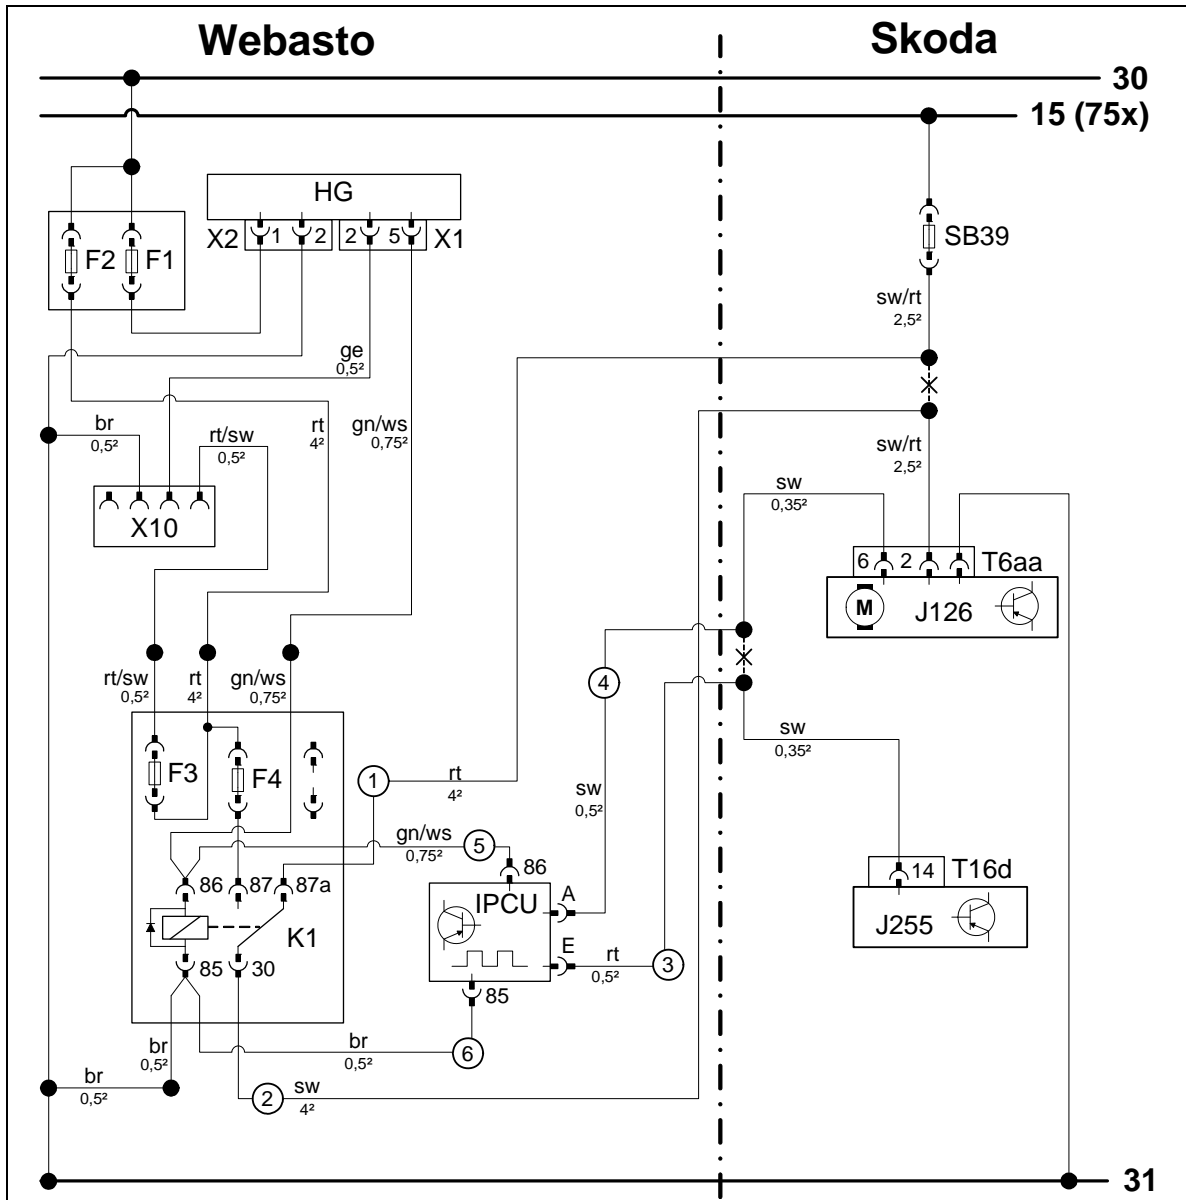 Webasto
Skoda
30
15 (75x)
HG
X2 1 2 2 5 X1
F2 F1
SB39
sw/rt
2,5²
ge
0,5²
br
0,5²
rt/sw
0,5²
rt
4²
gn/ws
0,75²
sw/rt
2,5²
sw
0,35²
X10
6 2 T6aa
M
J126
rt/sw
0,5²
rt
4²
gn/ws
0,75²
4
sw
0,35²
F3 F4
1
rt
4²
sw
0,5²
gn/ws
0,75²
5
86
14 T16d
86 87 87a
IPCU
A
J255
K1
E
rt
0,5²
3
85 30
85
br
0,5²
br
0,5²
6
br
0,5²
2
sw
4²
31